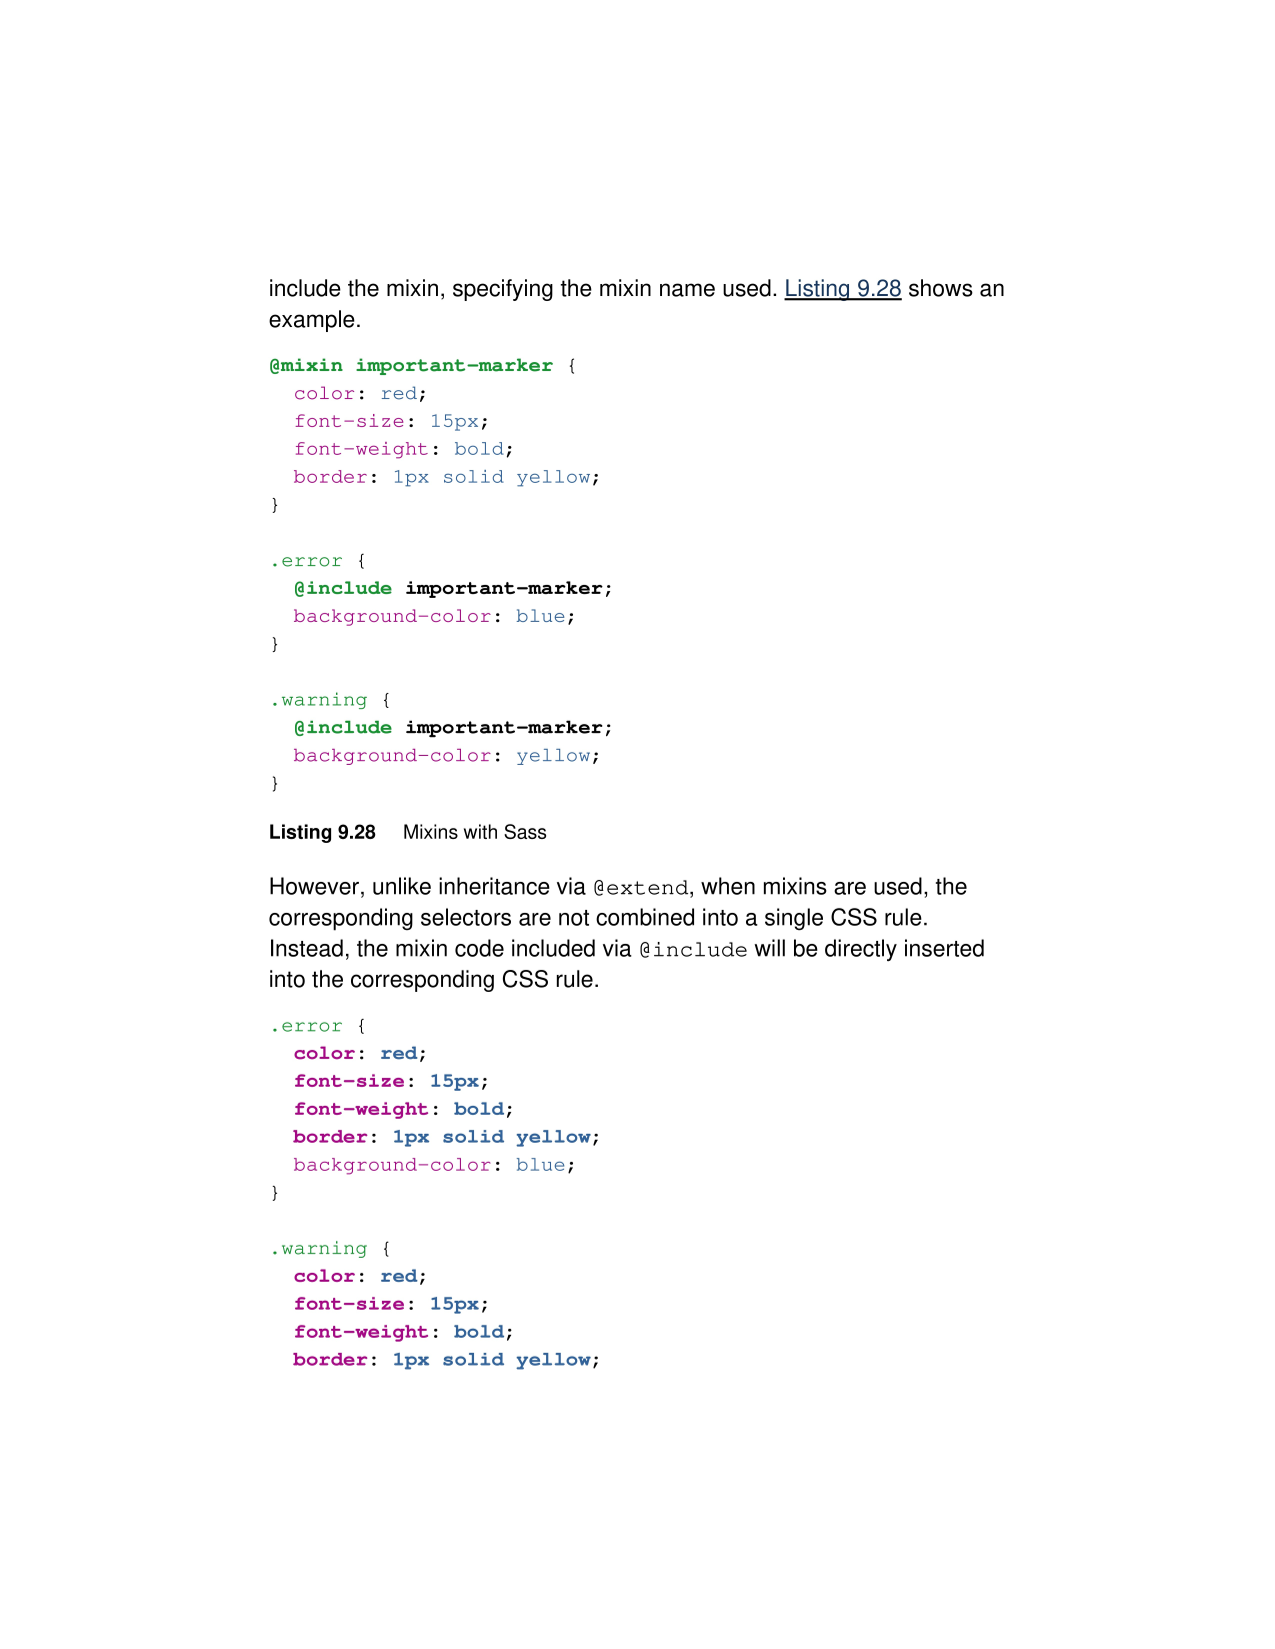 include the mixin, specifying the mixin name used. Listing 9.28 shows an
example.
@mixin important-marker {
  color: red;
  font-size: 15px;
  font-weight: bold;
  border: 1px solid yellow;
}
.error {
  @include important-marker;
  background-color: blue;
}
.warning {
  @include important-marker;
  background-color: yellow;
}
Listing 9.28 Mixins with Sass
However, unlike inheritance via @extend, when mixins are used, the
corresponding selectors are not combined into a single CSS rule.
Instead, the mixin code included via @include will be directly inserted
into the corresponding CSS rule.
.error {
  color: red;
  font-size: 15px;
  font-weight: bold;
  border: 1px solid yellow;
  background-color: blue;
}
.warning {
  color: red;
  font-size: 15px;
  font-weight: bold;
  border: 1px solid yellow;